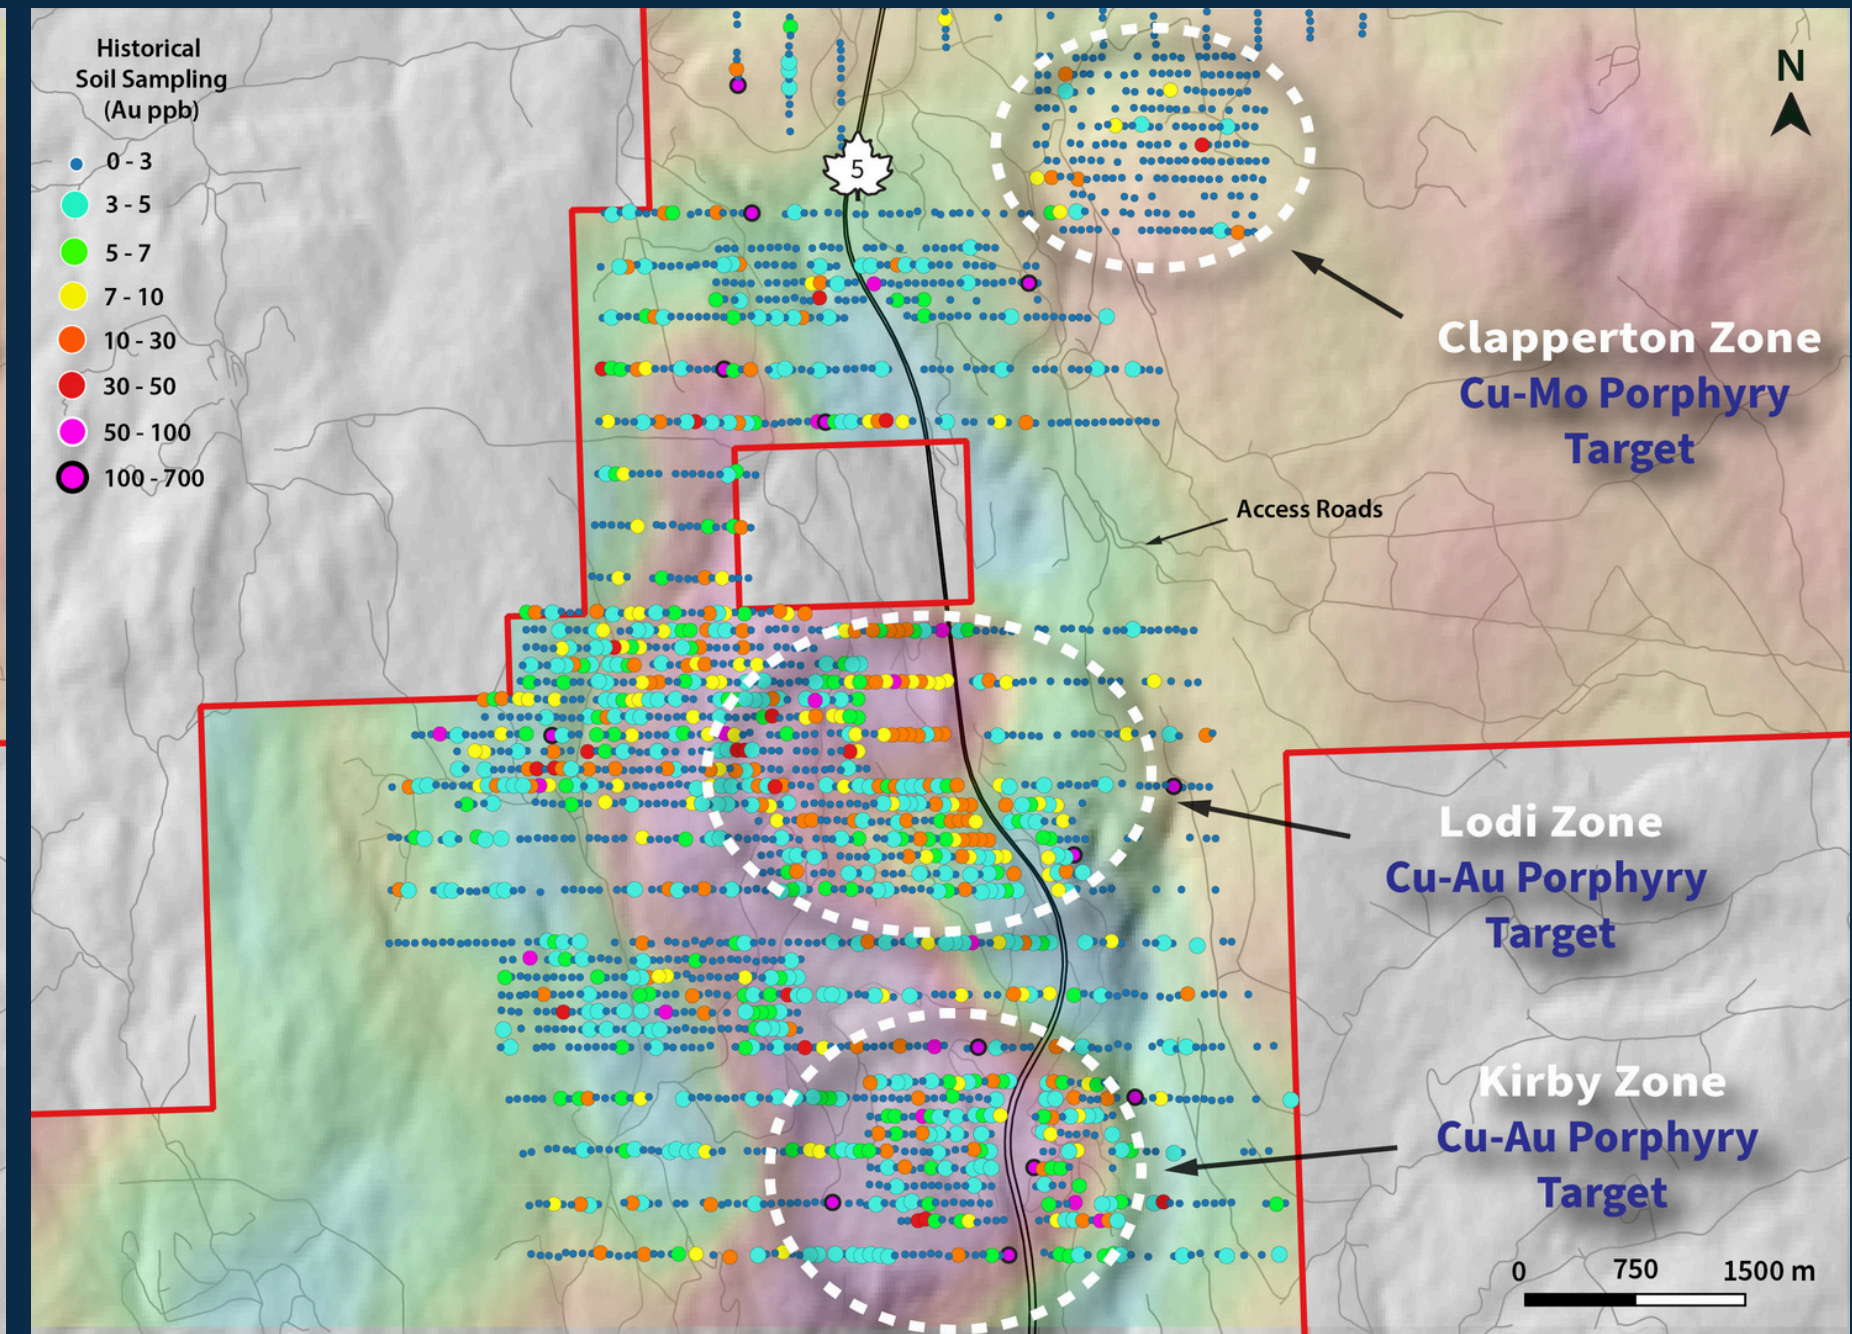 Historical
Soil Sampling
(Au ppb)
0 - 3
3 - 5
5 - 7
7 - 10
10 - 30
30 - 50
50 - 100
100 - 700
5
N
Clapperton Zone
Cu-Mo Porphyry
Target
Access Roads
Lodi Zone
Cu-Au Porphyry
Target
Kirby Zone
Cu-Au Porphyry
Target
0 750 1500 m